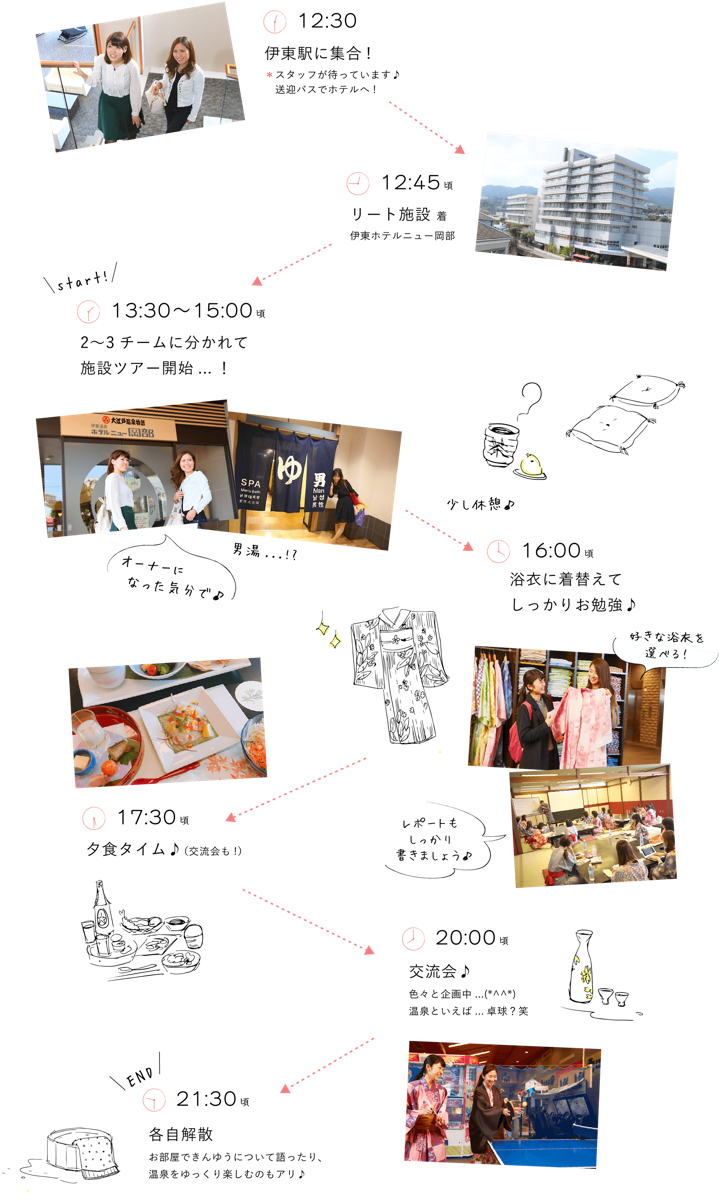 12:30
伊東駅に集合！
＊スタッフが待っています♪
送迎バスでホテルへ！
12:45 頃
リート施設 着
伊東ホテルニュー岡部
start!
13:30〜15:00 頃
2〜3チームに分かれて
施設ツアー開始 ... ！
大江戸温泉物語
伊東温泉
ホテルニュー岡部
SPA
ゆ
男
Men
オーナーに
なった気分で♪
男湯...!?
茶
少し休憩♪
16:00 頃
浴衣に着替えて
しっかりお勉強♪
好きな浴衣を
選べる!
レポートも
しっかり
書きましょう♪
17:30 頃
夕食タイム♪（交流会も！）
20:00 頃
交流会♪
色々と企画中 ...(*^^*)
温泉といえば ... 卓球？笑
END
21:30 頃
各自解散
お部屋できんゆうについて語ったり、
温泉をゆっくり楽しむのもアリ♪